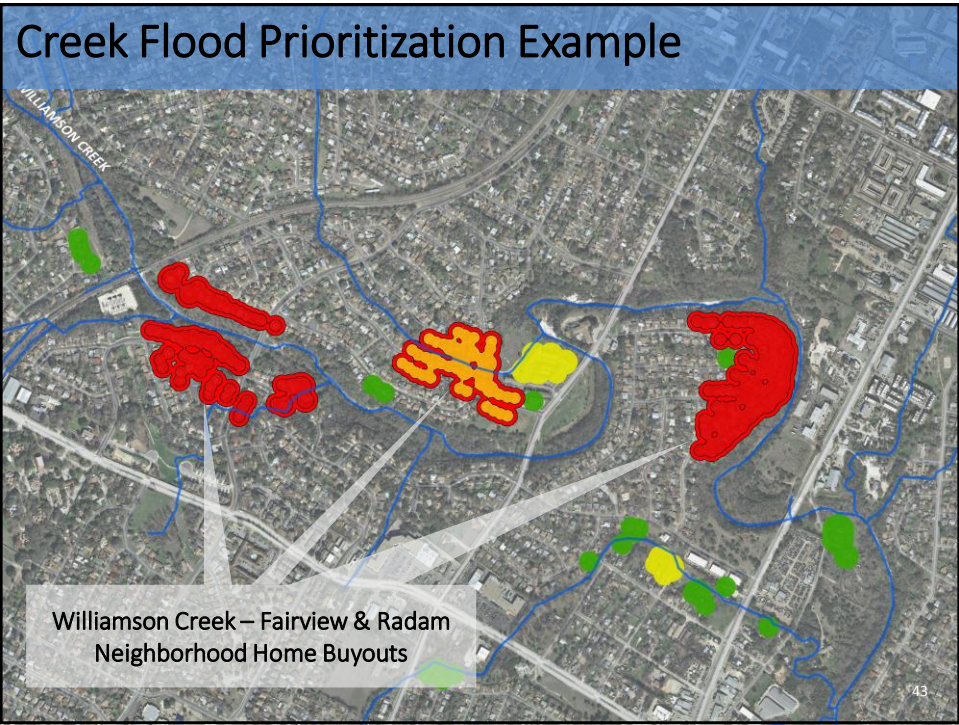 Creek Flood Prioritization Example
WILLIAMSON CREEK
Williamson Creek – Fairview & Radam
Neighborhood Home Buyouts
43